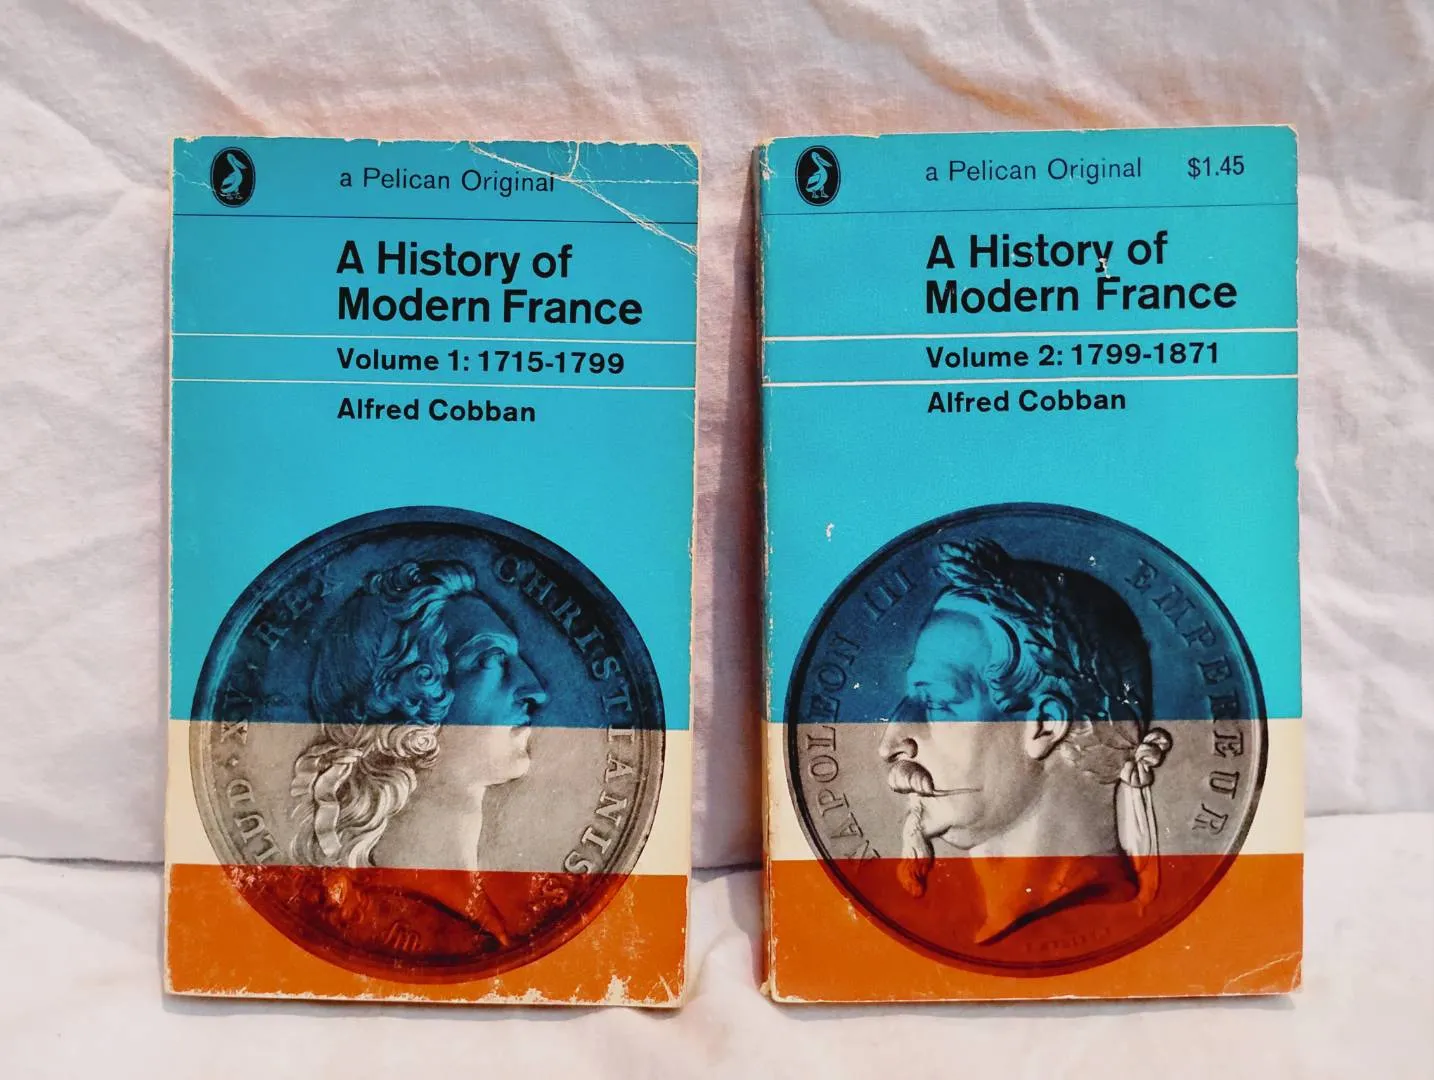 a Pelican Original
A History of
Modern France
Volume 1: 1715-1799
Alfred Cobban
LUD · XV · REX CHRISTIANISS
a Pelican Original $1.45
A History of
Modern France
Volume 2: 1799-1871
Alfred Cobban
NAPOLEON III EMPEREUR